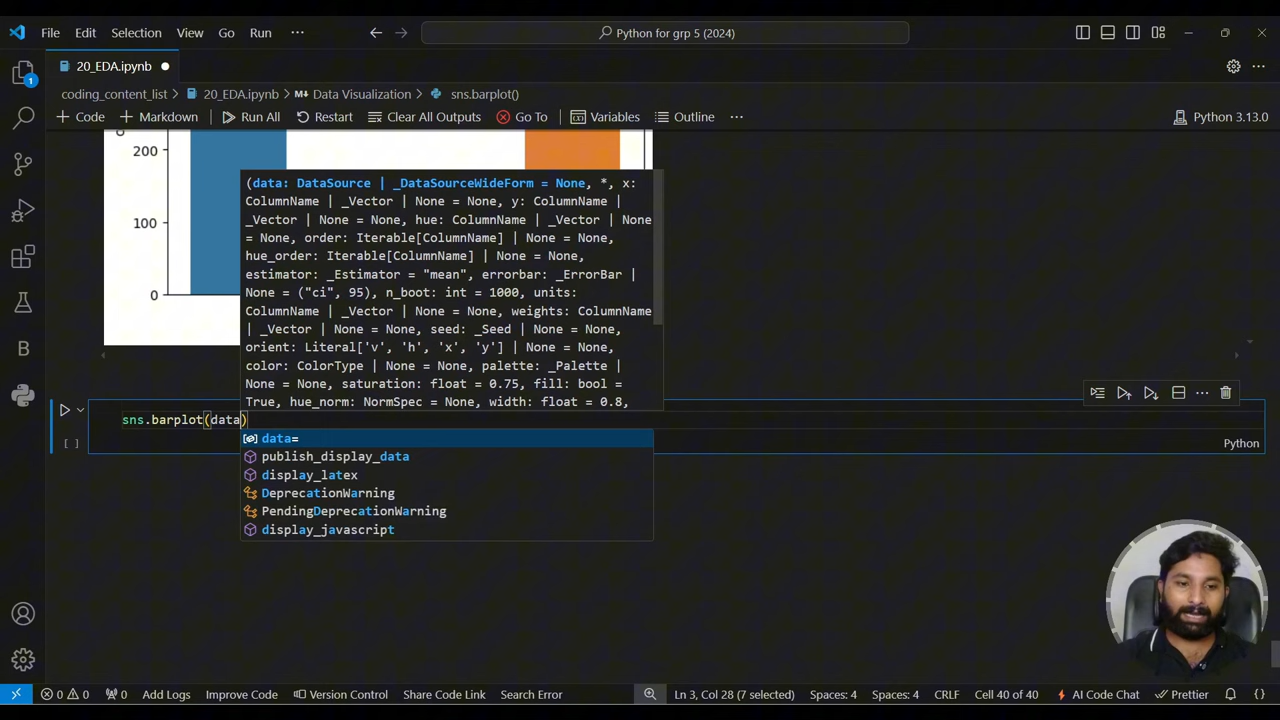 File Edit Selection View Go Run ··· Python for grp 5 (2024)
20_EDA.ipynb
coding_content_list > 20_EDA.ipynb > Data Visualization > sns.barplot()
+ Code + Markdown Run All Restart Clear All Outputs Go To Variables Outline ··· Python 3.13.0
200
100
0
(data: DataSource | _DataSourceWideForm = None, *, x:
ColumnName | _Vector | None = None, y: ColumnName |
_Vector | None = None, hue: ColumnName | _Vector | None
= None, order: Iterable[ColumnName] | None = None,
hue_order: Iterable[ColumnName] | None = None,
estimator: _Estimator = "mean", errorbar: _ErrorBar |
None = ("ci", 95), n_boot: int = 1000, units:
ColumnName | _Vector | None = None, weights: ColumnName
| _Vector | None = None, seed: _Seed | None = None,
orient: Literal['v', 'h', 'x', 'y'] | None = None,
color: ColorType | None = None, palette: _Palette |
None = None, saturation: float = 0.75, fill: bool =
True, hue_norm: NormSpec = None, width: float = 0.8,
sns.barplot(data)
[ ]
Python
data=
publish_display_data
display_latex
DeprecationWarning
PendingDeprecationWarning
display_javascript
1
B
0 0 0 Add Logs Improve Code Version Control Share Code Link Search Error Ln 3, Col 28 (7 selected) Spaces: 4 Spaces: 4 CRLF Cell 40 of 40 AI Code Chat Prettier {}